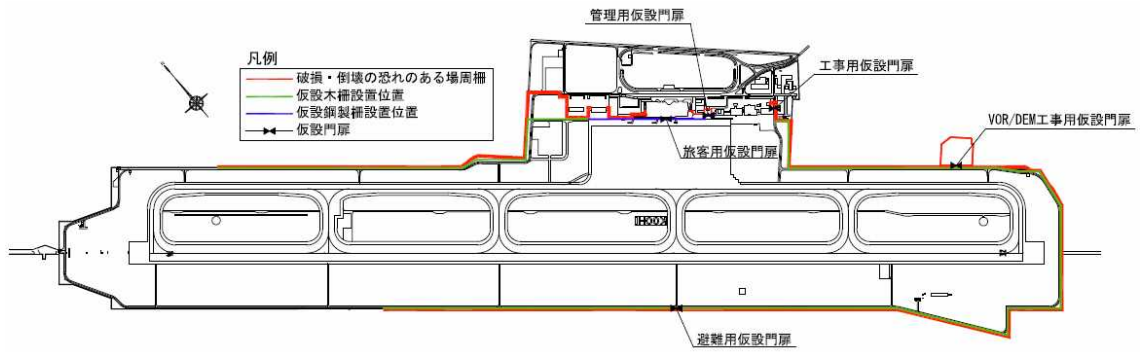 管理用仮設門扉
凡例
破損・倒壊の恐れのある場周柵
仮設木柵設置位置
仮設鋼製柵設置位置
仮設門扉
工事用仮設門扉
VOR/DEM工事用仮設門扉
旅客用仮設門扉
KOCHI
避難用仮設門扉